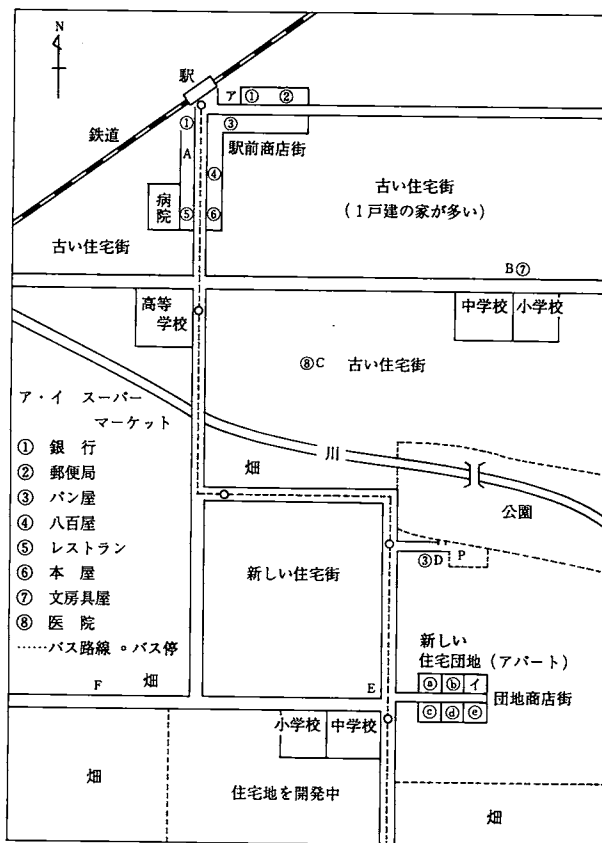 N
駅
ア ① ②
鉄道
① ③
A
駅前商店街
④
病院
⑤ ⑥
古い住宅街
(1戸建の家が多い)
古い住宅街
B⑦
高等
学校
中学校 小学校
⑧C 古い住宅街
ア・イ スーパー
マーケット
① 銀行
② 郵便局
③ パン屋
④ 八百屋
⑤ レストラン
⑥ 本屋
⑦ 文房具屋
⑧ 医院
……バス路線 ○バス停
川
畑
公園
③D P
新しい住宅街
新しい
住宅団地(アパート)
ⓐ ⓑ イ
団地商店街
ⓒ ⓓ ⓔ
F 畑
E
小学校 中学校
畑
住宅地を開発中
畑